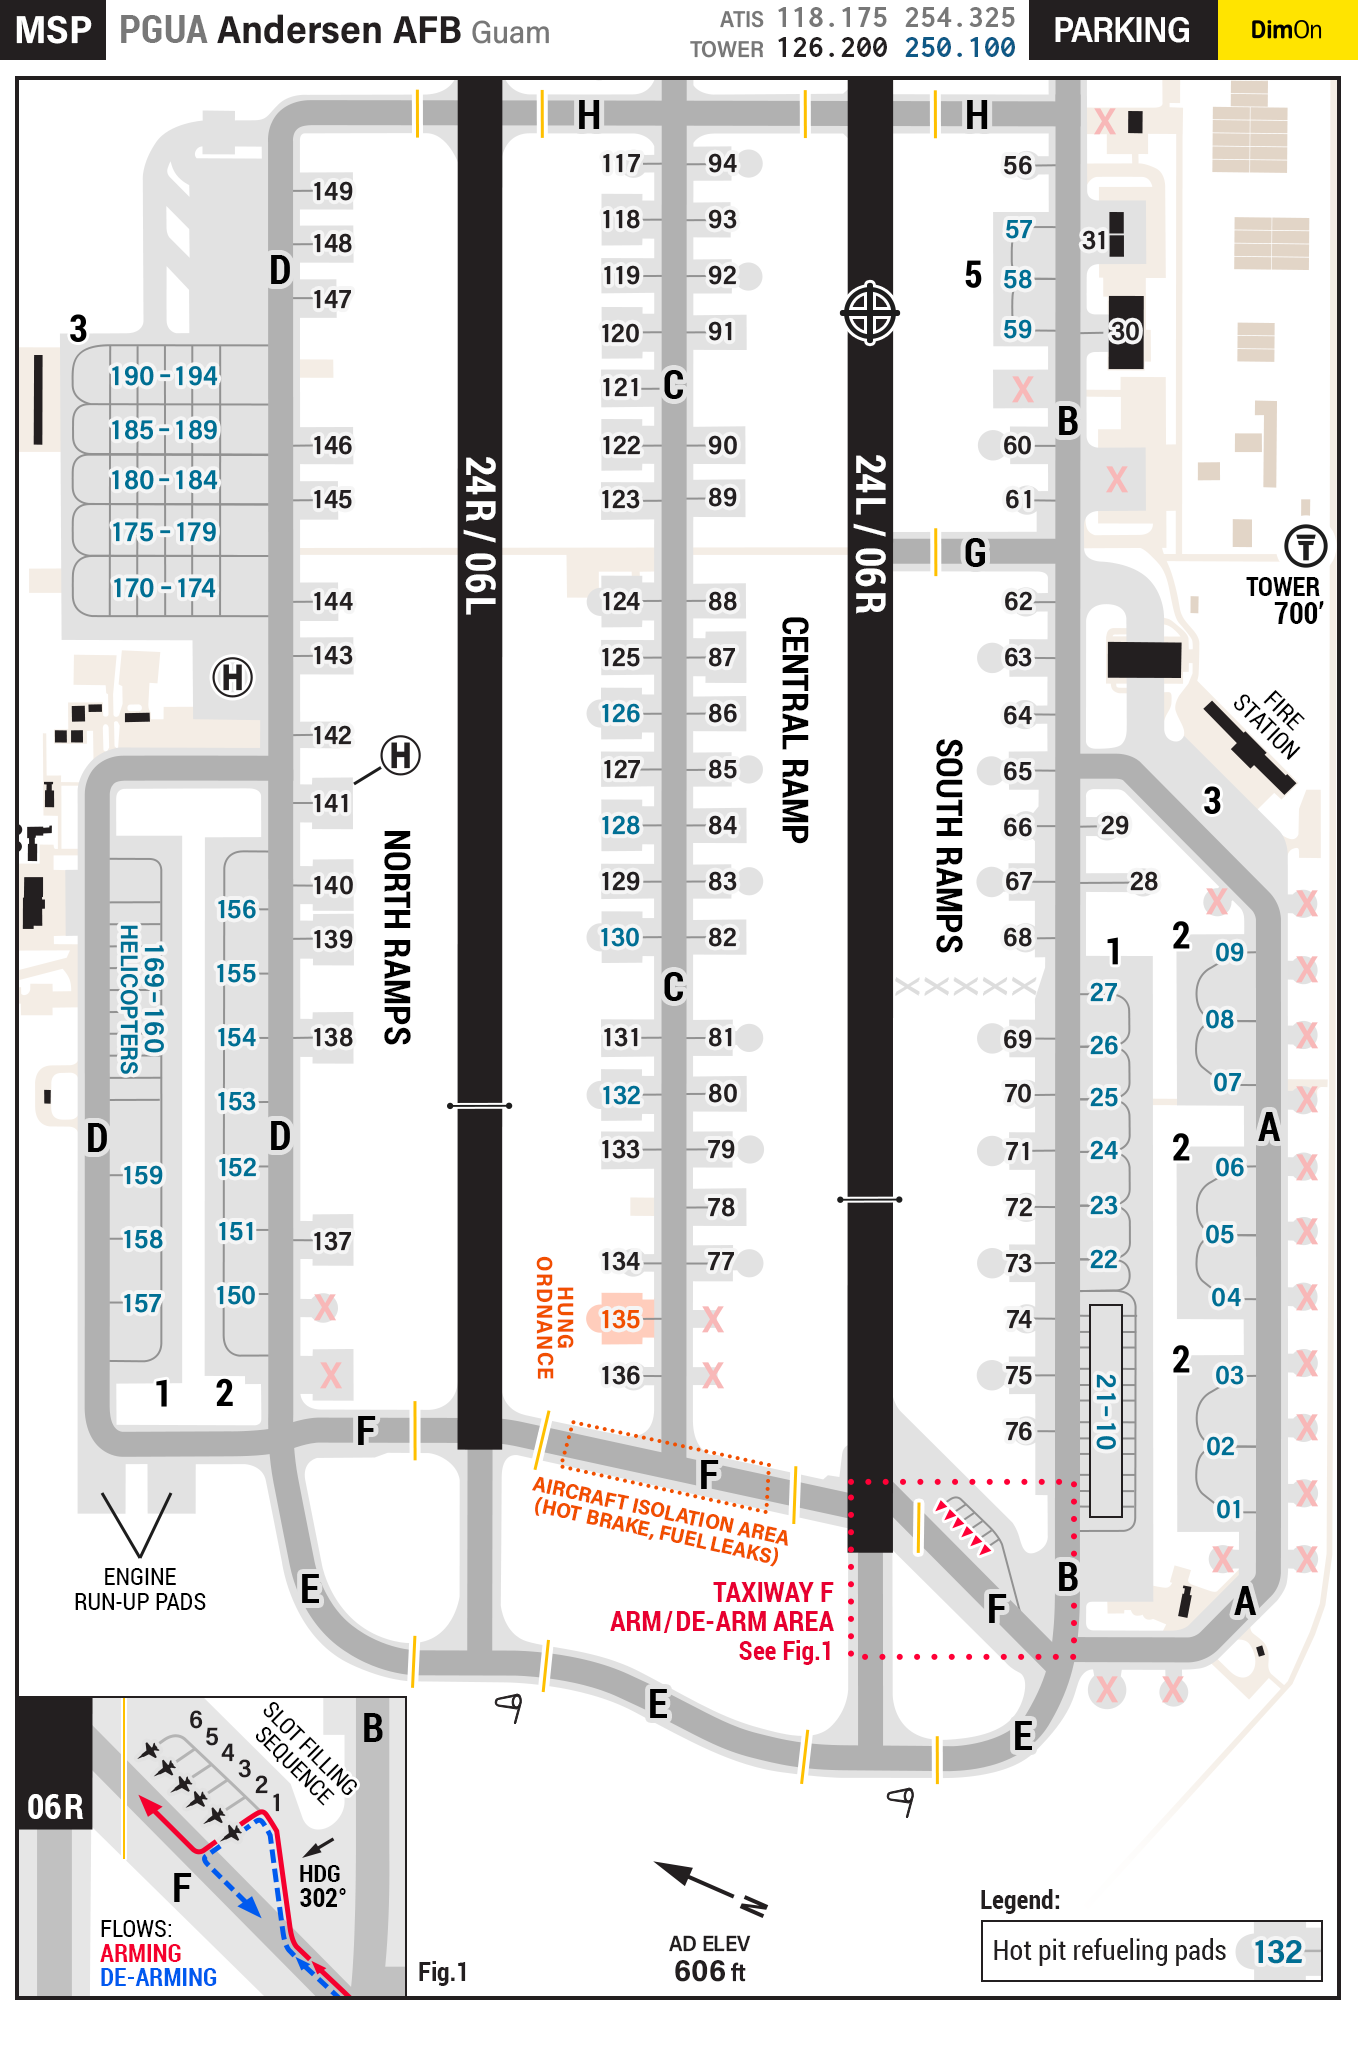 MSP
PGUA Andersen AFB Guam
ATIS 118.175 254.325
TOWER 126.200 250.100
PARKING
DimOn
H
H
117
94
56
X
149
118
93
57
31
148
D
119
92
5
58
147
3
120
91
59
30
190-194
121
C
X
B
185-189
146
122
90
60
180-184
24R / 06L
24L / 06R
X
145
123
89
61
175-179
G
T
170-174
144
124
88
62
TOWER
700'
143
125
87
63
H
CENTRAL RAMP
126
86
64
FIRE
STATION
142
H
127
85
65
141
SOUTH RAMPS
3
NORTH RAMPS
128
84
66
29
140
129
83
67
28
156
X
X
139
130
82
68
1
2
09
169-160
HELICOPTERS
155
C
XXXXX
27
X
08
154
138
131
81
69
26
X
153
132
80
70
25
07
X
D
D
A
133
79
71
24
2
06
X
159
152
78
72
23
158
151
137
05
X
134
77
73
22
157
150
X
HUNG
ORDNANCE
135
X
74
04
X
X
136
X
75
2
03
X
1
2
21-10
F
76
02
X
F
AIRCRAFT ISOLATION AREA
(HOT BRAKE, FUEL LEAKS)
01
X
ENGINE
RUN-UP PADS
E
TAXIWAY F
ARM/DE-ARM AREA
See Fig.1
F
B
X
X
A
E
X
X
E
06R
6
5
4
3
2
1
SLOT FILLING
SEQUENCE
B
F
HDG
302°
FLOWS:
ARMING
DE-ARMING
Fig.1
N
AD ELEV
606 ft
Legend:
Hot pit refueling pads 132